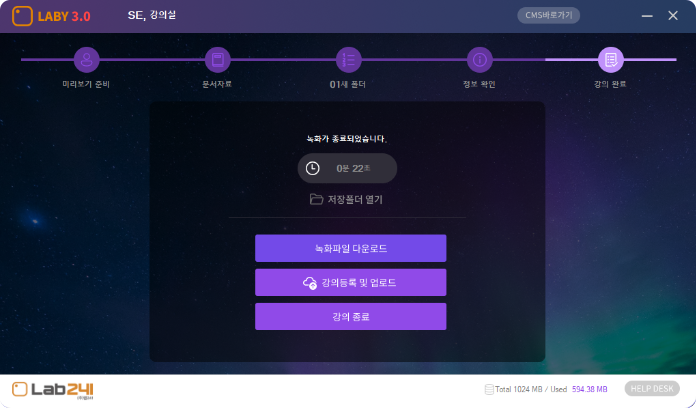 LABY 3.0
SE, 강의실
CMS바로가기
미리보기 준비
문서자료
01새 폴더
정보 확인
강의 완료
녹화가 종료되었습니다.
0분 22초
저장폴더 열기
녹화파일 다운로드
강의등록 및 업로드
강의 종료
Lab241
Total 1024 MB / Used 594.38 MB
HELP DESK